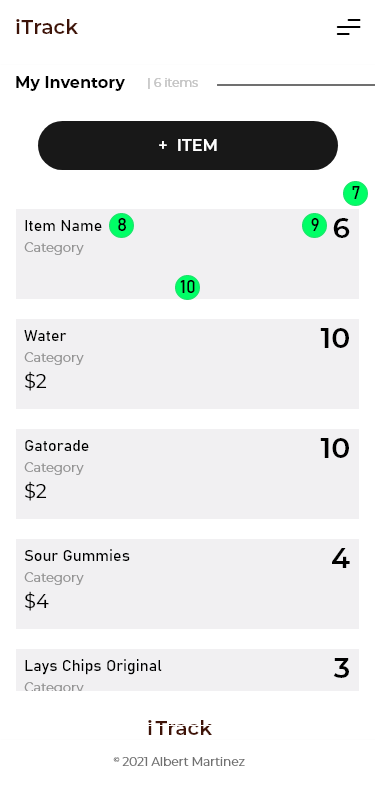 iTrack
My Inventory | 6 items
+ ITEM
7
Item Name 8 9 6
Category
10
Water 10
Category
$2
Gatorade 10
Category
$2
Sour Gummies 4
Category
$4
Lays Chips Original 3
Category
iTrack
© 2021 Albert Martinez